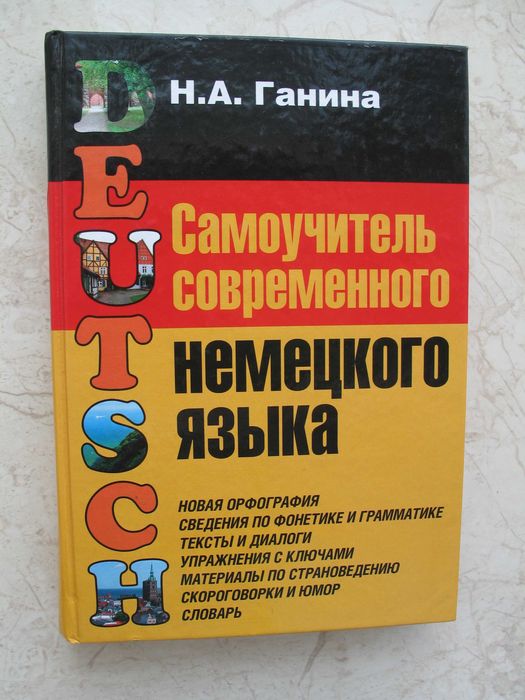 DEUTSCH
Н.А. Ганина
Самоучитель
современного
немецкого
языка
НОВАЯ ОРФОГРАФИЯ
СВЕДЕНИЯ ПО ФОНЕТИКЕ И ГРАММАТИКЕ
ТЕКСТЫ И ДИАЛОГИ
УПРАЖНЕНИЯ С КЛЮЧАМИ
МАТЕРИАЛЫ ПО СТРАНОВЕДЕНИЮ
СКОРОГОВОРКИ И ЮМОР
СЛОВАРЬ